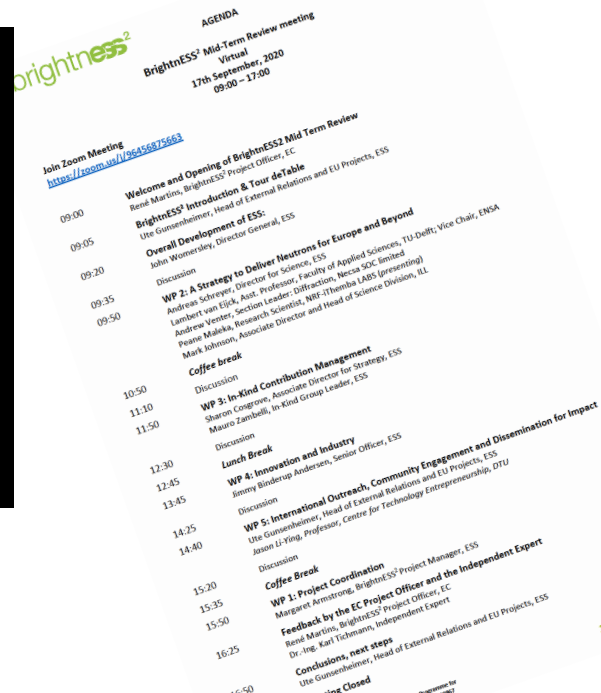 brightness²
AGENDA
BrightnESS² Mid-Term Review meeting
Virtual
17th September, 2020
09:00 – 17:00
Join Zoom Meeting
https://zoom.us/j/96456875663
09:00 Welcome and Opening of BrightnESS2 Mid Term Review
René Martins, BrightnESS² Project Officer, EC
09:05 BrightnESS² Introduction & Tour deTable
Ute Gunsenheimer, Head of External Relations and EU Projects, ESS
09:20 Overall Development of ESS:
John Womersley, Director General, ESS
09:35 Discussion
09:50 WP 2: A Strategy to Deliver Neutrons for Europe and Beyond
Andreas Schreyer, Director for Science, ESS
Lambert van Eijck, Asst. Professor, Faculty of Applied Sciences, TU-Delft; Vice Chair, ENSA
Andrew Venter, Section Leader: Diffraction, Necsa SOC limited
Peane Maleka, Research Scientist, NRF-iThemba LABS (presenting)
Mark Johnson, Associate Director and Head of Science Division, ILL
10:50 Coffee break
11:10 Discussion
11:50 WP 3: In-Kind Contribution Management
Sharon Cosgrove, Associate Director for Strategy, ESS
Mauro Zambelli, In-Kind Group Leader, ESS
12:30 Discussion
12:45 Lunch Break
13:45 WP 4: Innovation and Industry
Jimmy Binderup Andersen, Senior Officer, ESS
14:25 Discussion
14:40 WP 5: International Outreach, Community Engagement and Dissemination for Impact
Ute Gunsenheimer, Head of External Relations and EU Projects, ESS
Jason Li-Ying, Professor, Centre for Technology Entrepreneurship, DTU
15:20 Discussion
15:35 Coffee Break
15:50 WP 1: Project Coordination
Margaret Armstrong, BrightnESS² Project Manager, ESS
16:25 Feedback by the EC Project Officer and the Independent Expert
René Martins, BrightnESS² Project Officer, EC
Dr.-Ing. Karl Tichmann, Independent Expert
:50 Conclusions, next steps
Ute Gunsenheimer, Head of External Relations and EU Projects, ESS
ing Closed
Programme for